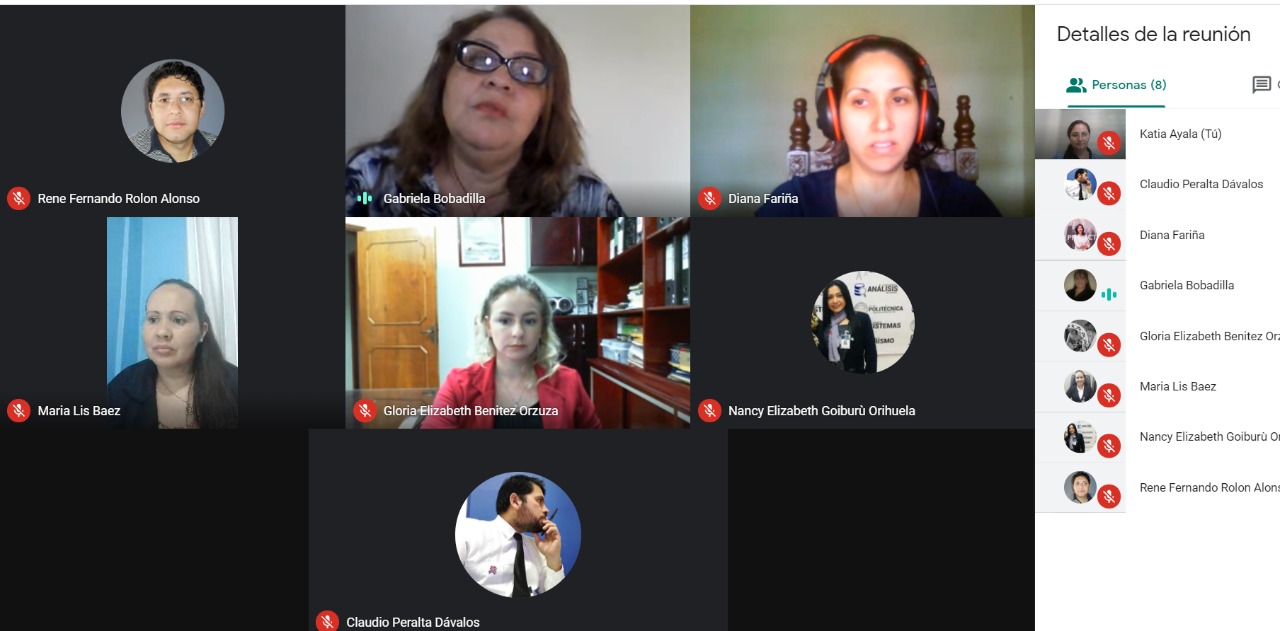 Detalles de la reunión
Personas (8)
Rene Fernando Rolon Alonso
Gabriela Bobadilla
Diana Fariña
Maria Lis Baez
Gloria Elizabeth Benitez Orzuza
ANÁLISIS
POLITÉCNICA
Nancy Elizabeth Goiburù Orihuela
Claudio Peralta Dávalos
Katia Ayala (Tú)
Claudio Peralta Dávalos
Diana Fariña
Gabriela Bobadilla
Gloria Elizabeth Benitez Orz
Maria Lis Baez
Nancy Elizabeth Goiburù Or
Rene Fernando Rolon Alons